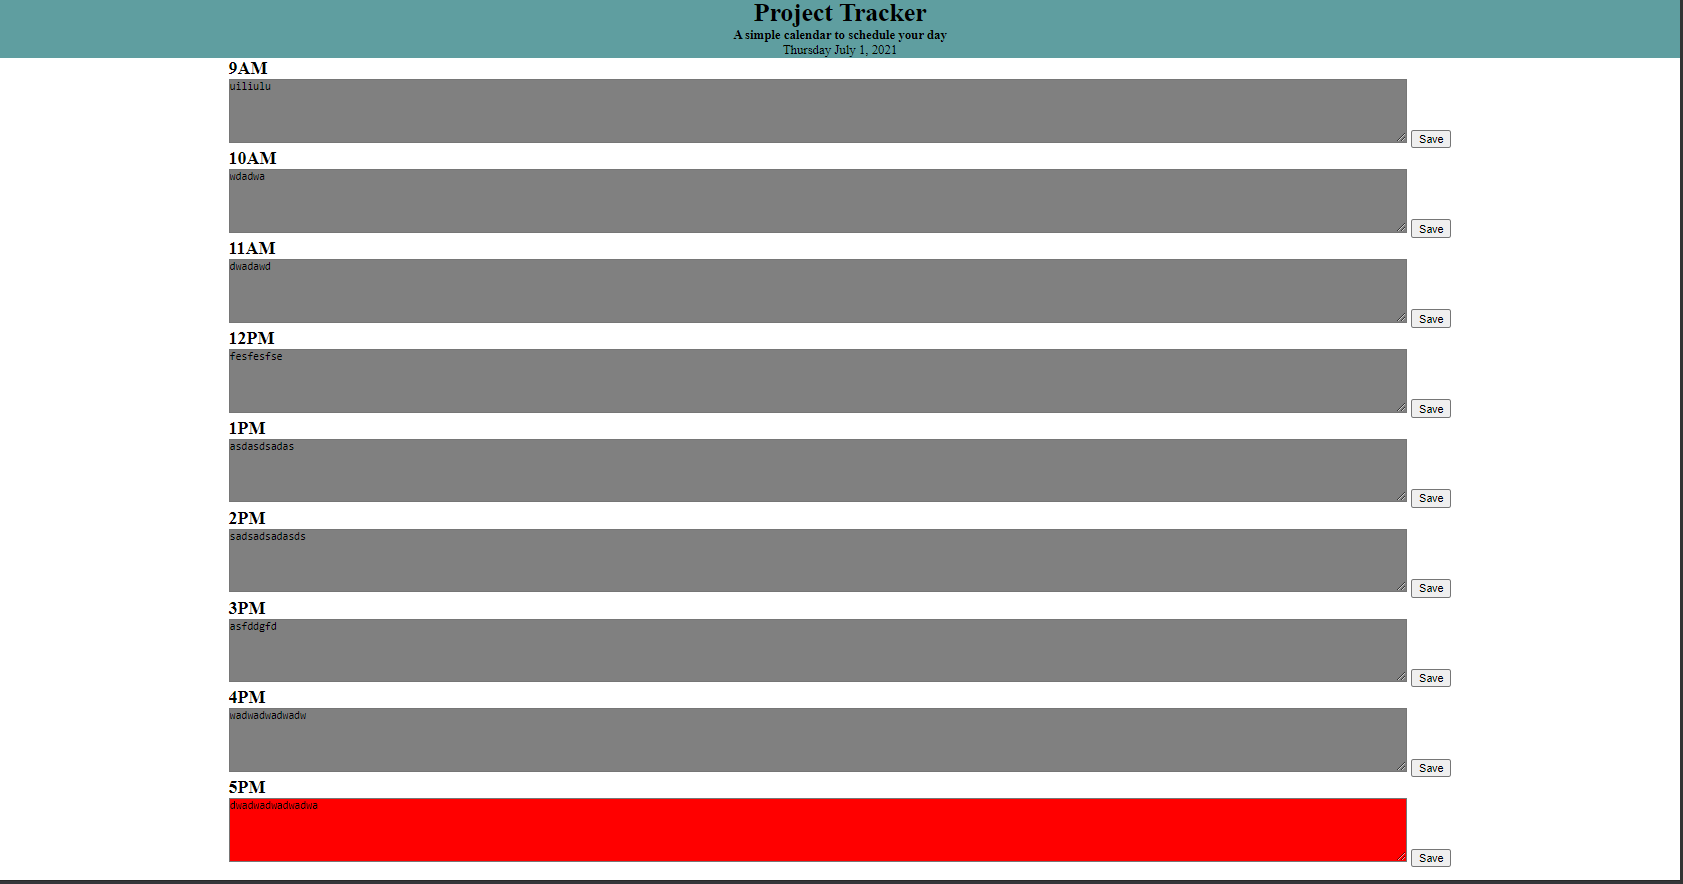 Project Tracker
A simple calendar to schedule your day
Thursday July 1, 2021
9AM
uiliulu
Save
10AM
wdadwa
Save
11AM
dwadawd
Save
12PM
fesfesfse
Save
1PM
asdasdsadas
Save
2PM
sadsadsadasds
Save
3PM
asfddgfd
Save
4PM
wadwadwadwadw
Save
5PM
dwadwadwadwadwa
Save